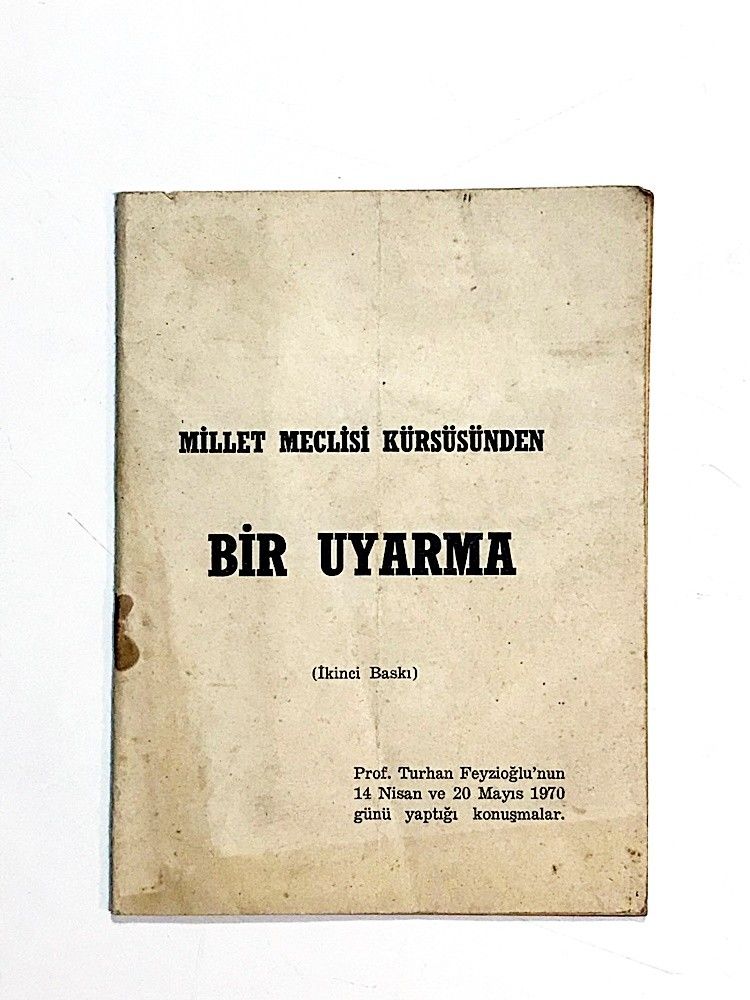 MİLLET MECLİSİ KÜRSÜSÜNDEN
BİR UYARMA
(İkinci Baskı)
Prof. Turhan Feyzioğlu'nun
14 Nisan ve 20 Mayıs 1970
günü yaptığı konuşmalar.